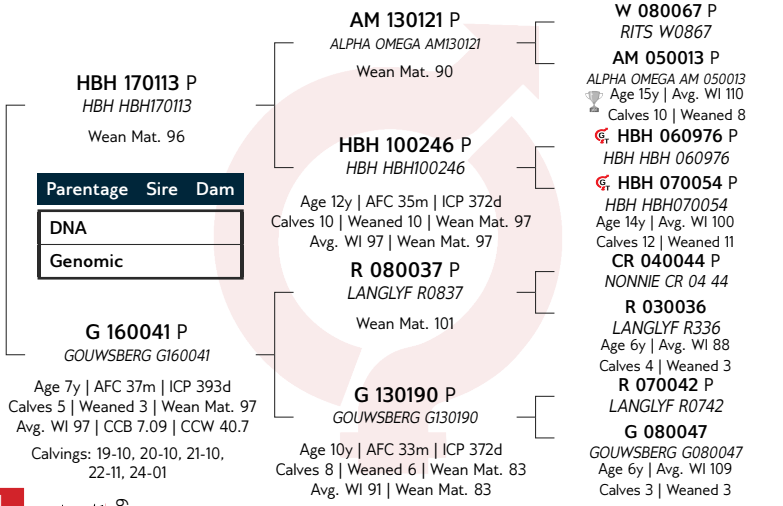 HBH 170113 P
HBH HBH170113
Wean Mat. 96
Parentage Sire Dam
DNA
Genomic
G 160041 P
GOUWSBERG G160041
Age 7y | AFC 37m | ICP 393d
Calves 5 | Weaned 3 | Wean Mat. 97
Avg. WI 97 | CCB 7.09 | CCW 40.7
Calvings: 19-10, 20-10, 21-10,
22-11, 24-01
AM 130121 P
ALPHA OMEGA AM130121
Wean Mat. 90
HBH 100246 P
HBH HBH100246
Age 12y | AFC 35m | ICP 372d
Calves 10 | Weaned 10 | Wean Mat. 97
Avg. WI 97 | Wean Mat. 97
R 080037 P
LANGLYF R0837
Wean Mat. 101
G 130190 P
GOUWSBERG G130190
Age 10y | AFC 33m | ICP 372d
Calves 8 | Weaned 6 | Wean Mat. 83
Avg. WI 91 | Wean Mat. 83
W 080067 P
RITS W0867
AM 050013 P
ALPHA OMEGA AM 050013
Age 15y | Avg. WI 110
Calves 10 | Weaned 8
GT HBH 060976 P
HBH HBH 060976
GT HBH 070054 P
HBH HBH070054
Age 14y | Avg. WI 100
Calves 12 | Weaned 11
CR 040044 P
NONNIE CR 04 44
R 030036
LANGLYF R336
Age 6y | Avg. WI 88
Calves 4 | Weaned 3
R 070042 P
LANGLYF R0742
G 080047
GOUWSBERG G080047
Age 6y | Avg. WI 109
Calves 3 | Weaned 3